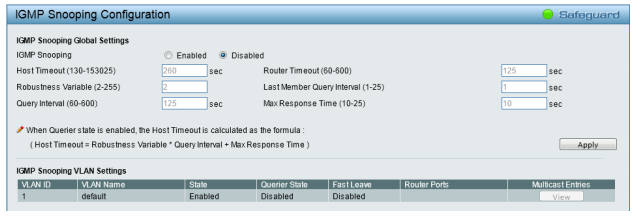 IGMP Snooping Configuration
Safeguard
IGMP Snooping Global Settings
IGMP Snooping Enabled Disabled
Host Timeout (130-153025) 260 sec Router Timeout (60-600) 125 sec
Robustness Variable (2-255) 2 Last Member Query Interval (1-25) 1 sec
Query Interval (60-600) 125 sec Max Response Time (10-25) 10 sec
When Querier state is enabled, the Host Timeout is calculated as the formula :
( Host Timeout = Robustness Variable * Query Interval + Max Response Time )
Apply
IGMP Snooping VLAN Settings
VLAN ID VLAN Name State Querier State Fast Leave Router Ports Multicast Entries
1 default Enabled Disabled Disabled View